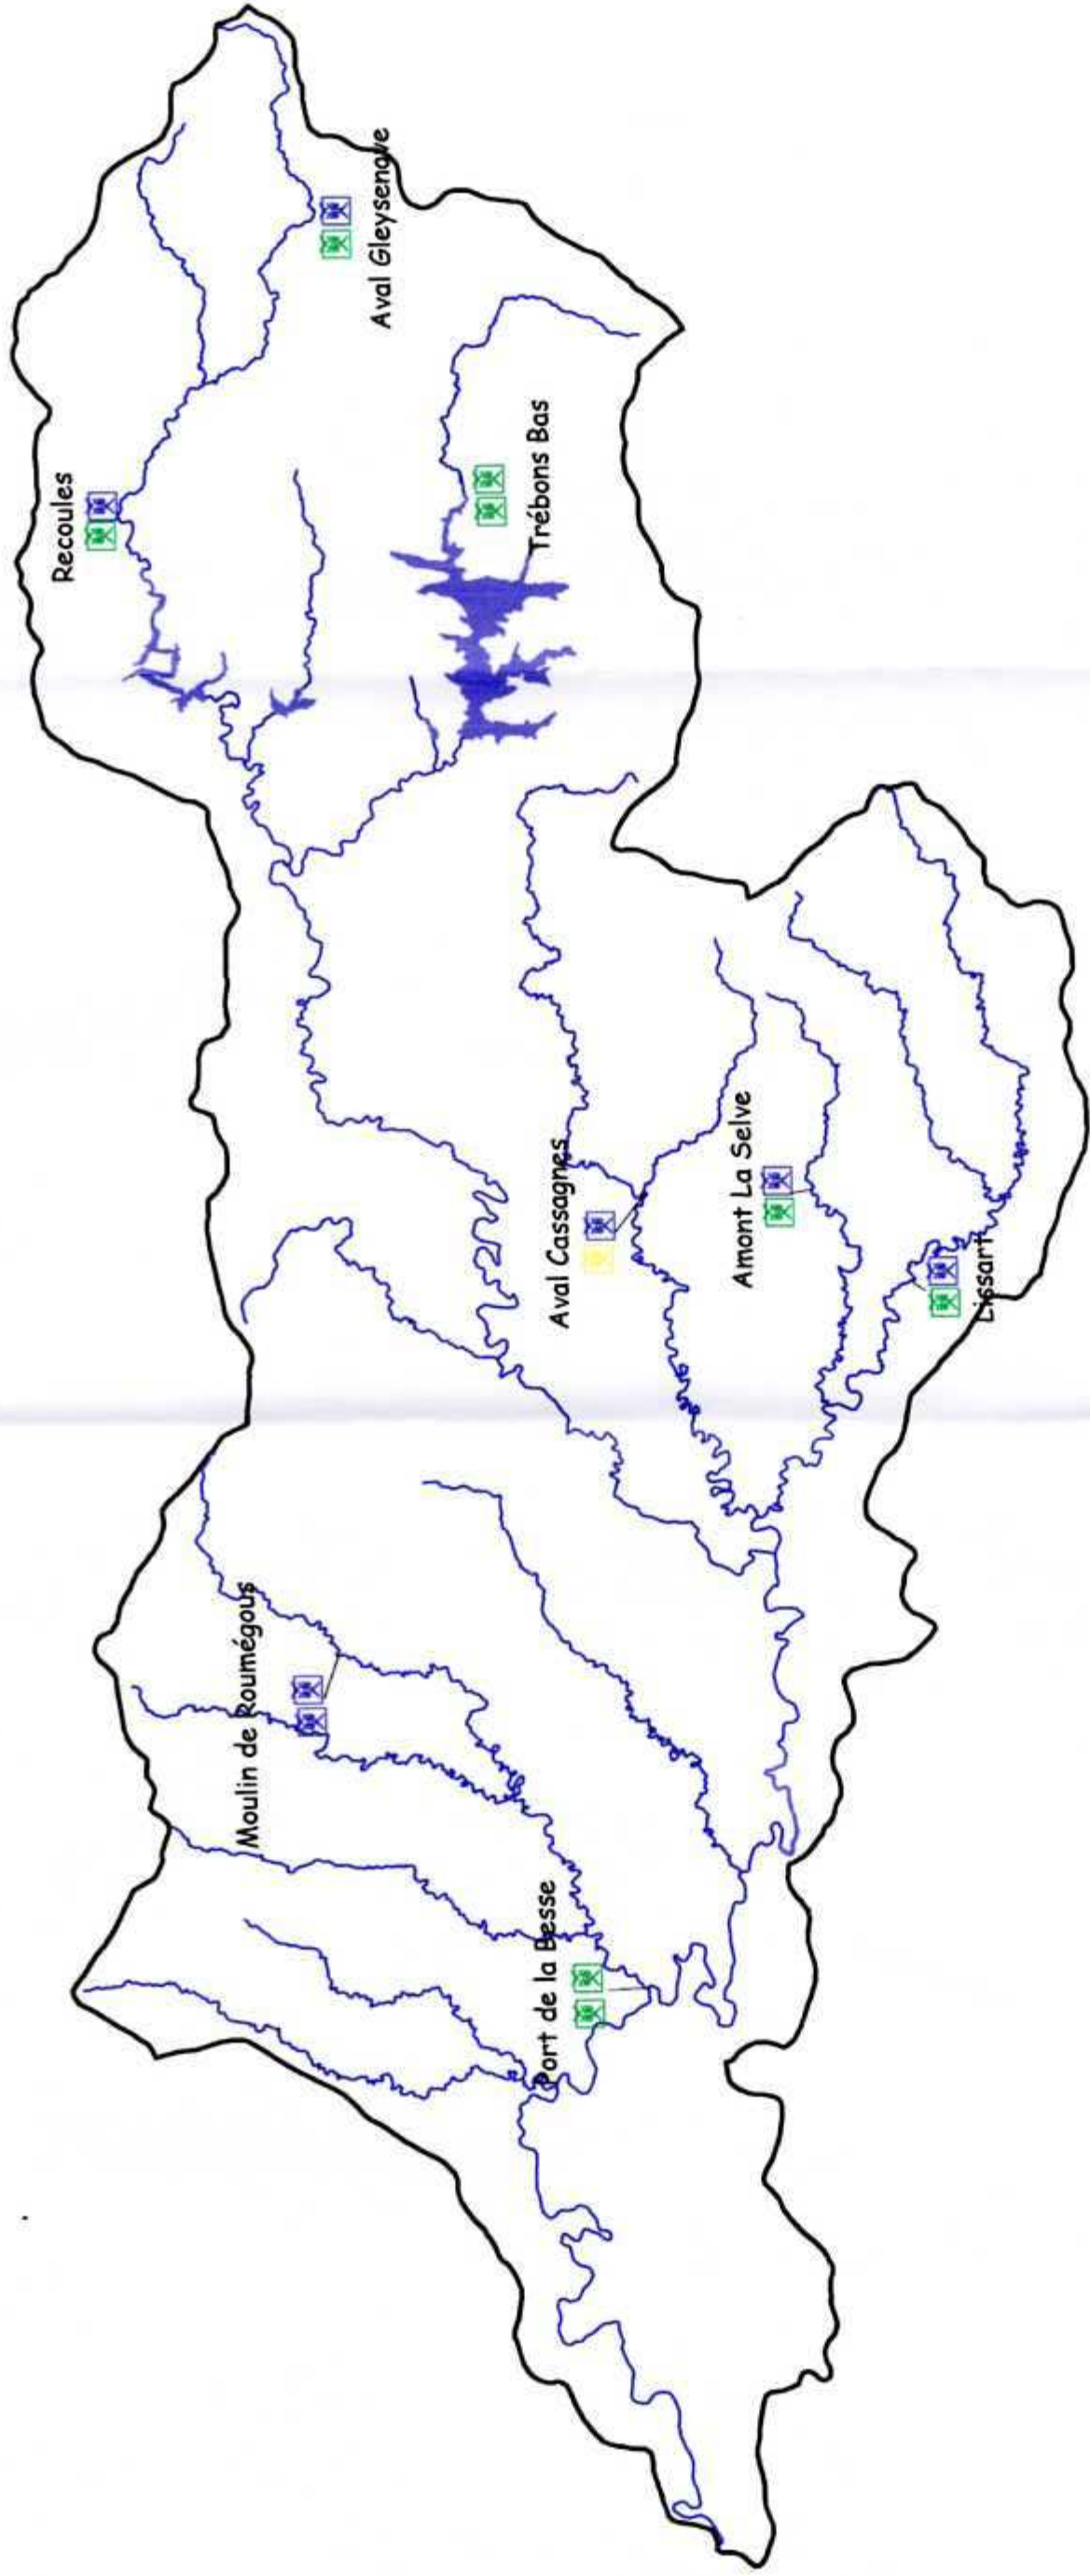 Recoules
Aval Gleysenove
Trébons Bas
Aval Cassagnes
Amont La Selve
Lissart
Moulin de Roumégous
Port de la Besse